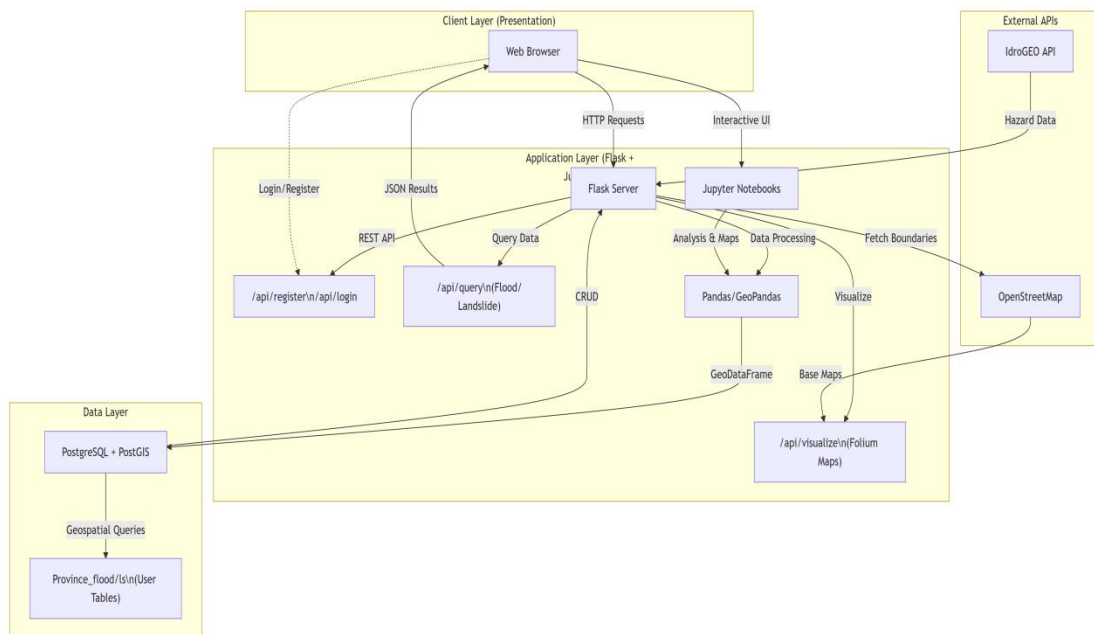 Client Layer (Presentation)
External APIs
Web Browser
IdroGEO API
HTTP Requests
Interactive UI
Hazard Data
Application Layer (Flask +
Ju
Login/Register
JSON Results
Flask Server
Jupyter Notebooks
REST API
Query Data
Analysis & Maps
Data Processing
Fetch Boundaries
/api/register\n/api/login
/api/query\n(Flood/
Landslide)
CRUD
Pandas/GeoPandas
Visualize
OpenStreetMap
GeoDataFrame
Base Maps
Data Layer
PostgreSQL + PostGIS
/api/visualize\n(Folium
Maps)
Geospatial Queries
Province_flood/ls\n(User
Tables)